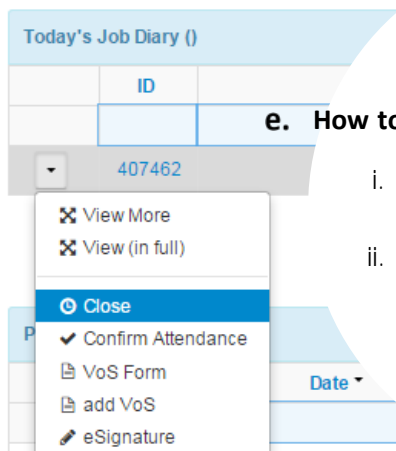 Today's Job Diary ()
ID
e. How to
i.
407462
View More
View (in full)
ii.
Close
P
Confirm Attendance
VoS Form
Date
add VoS
eSignature